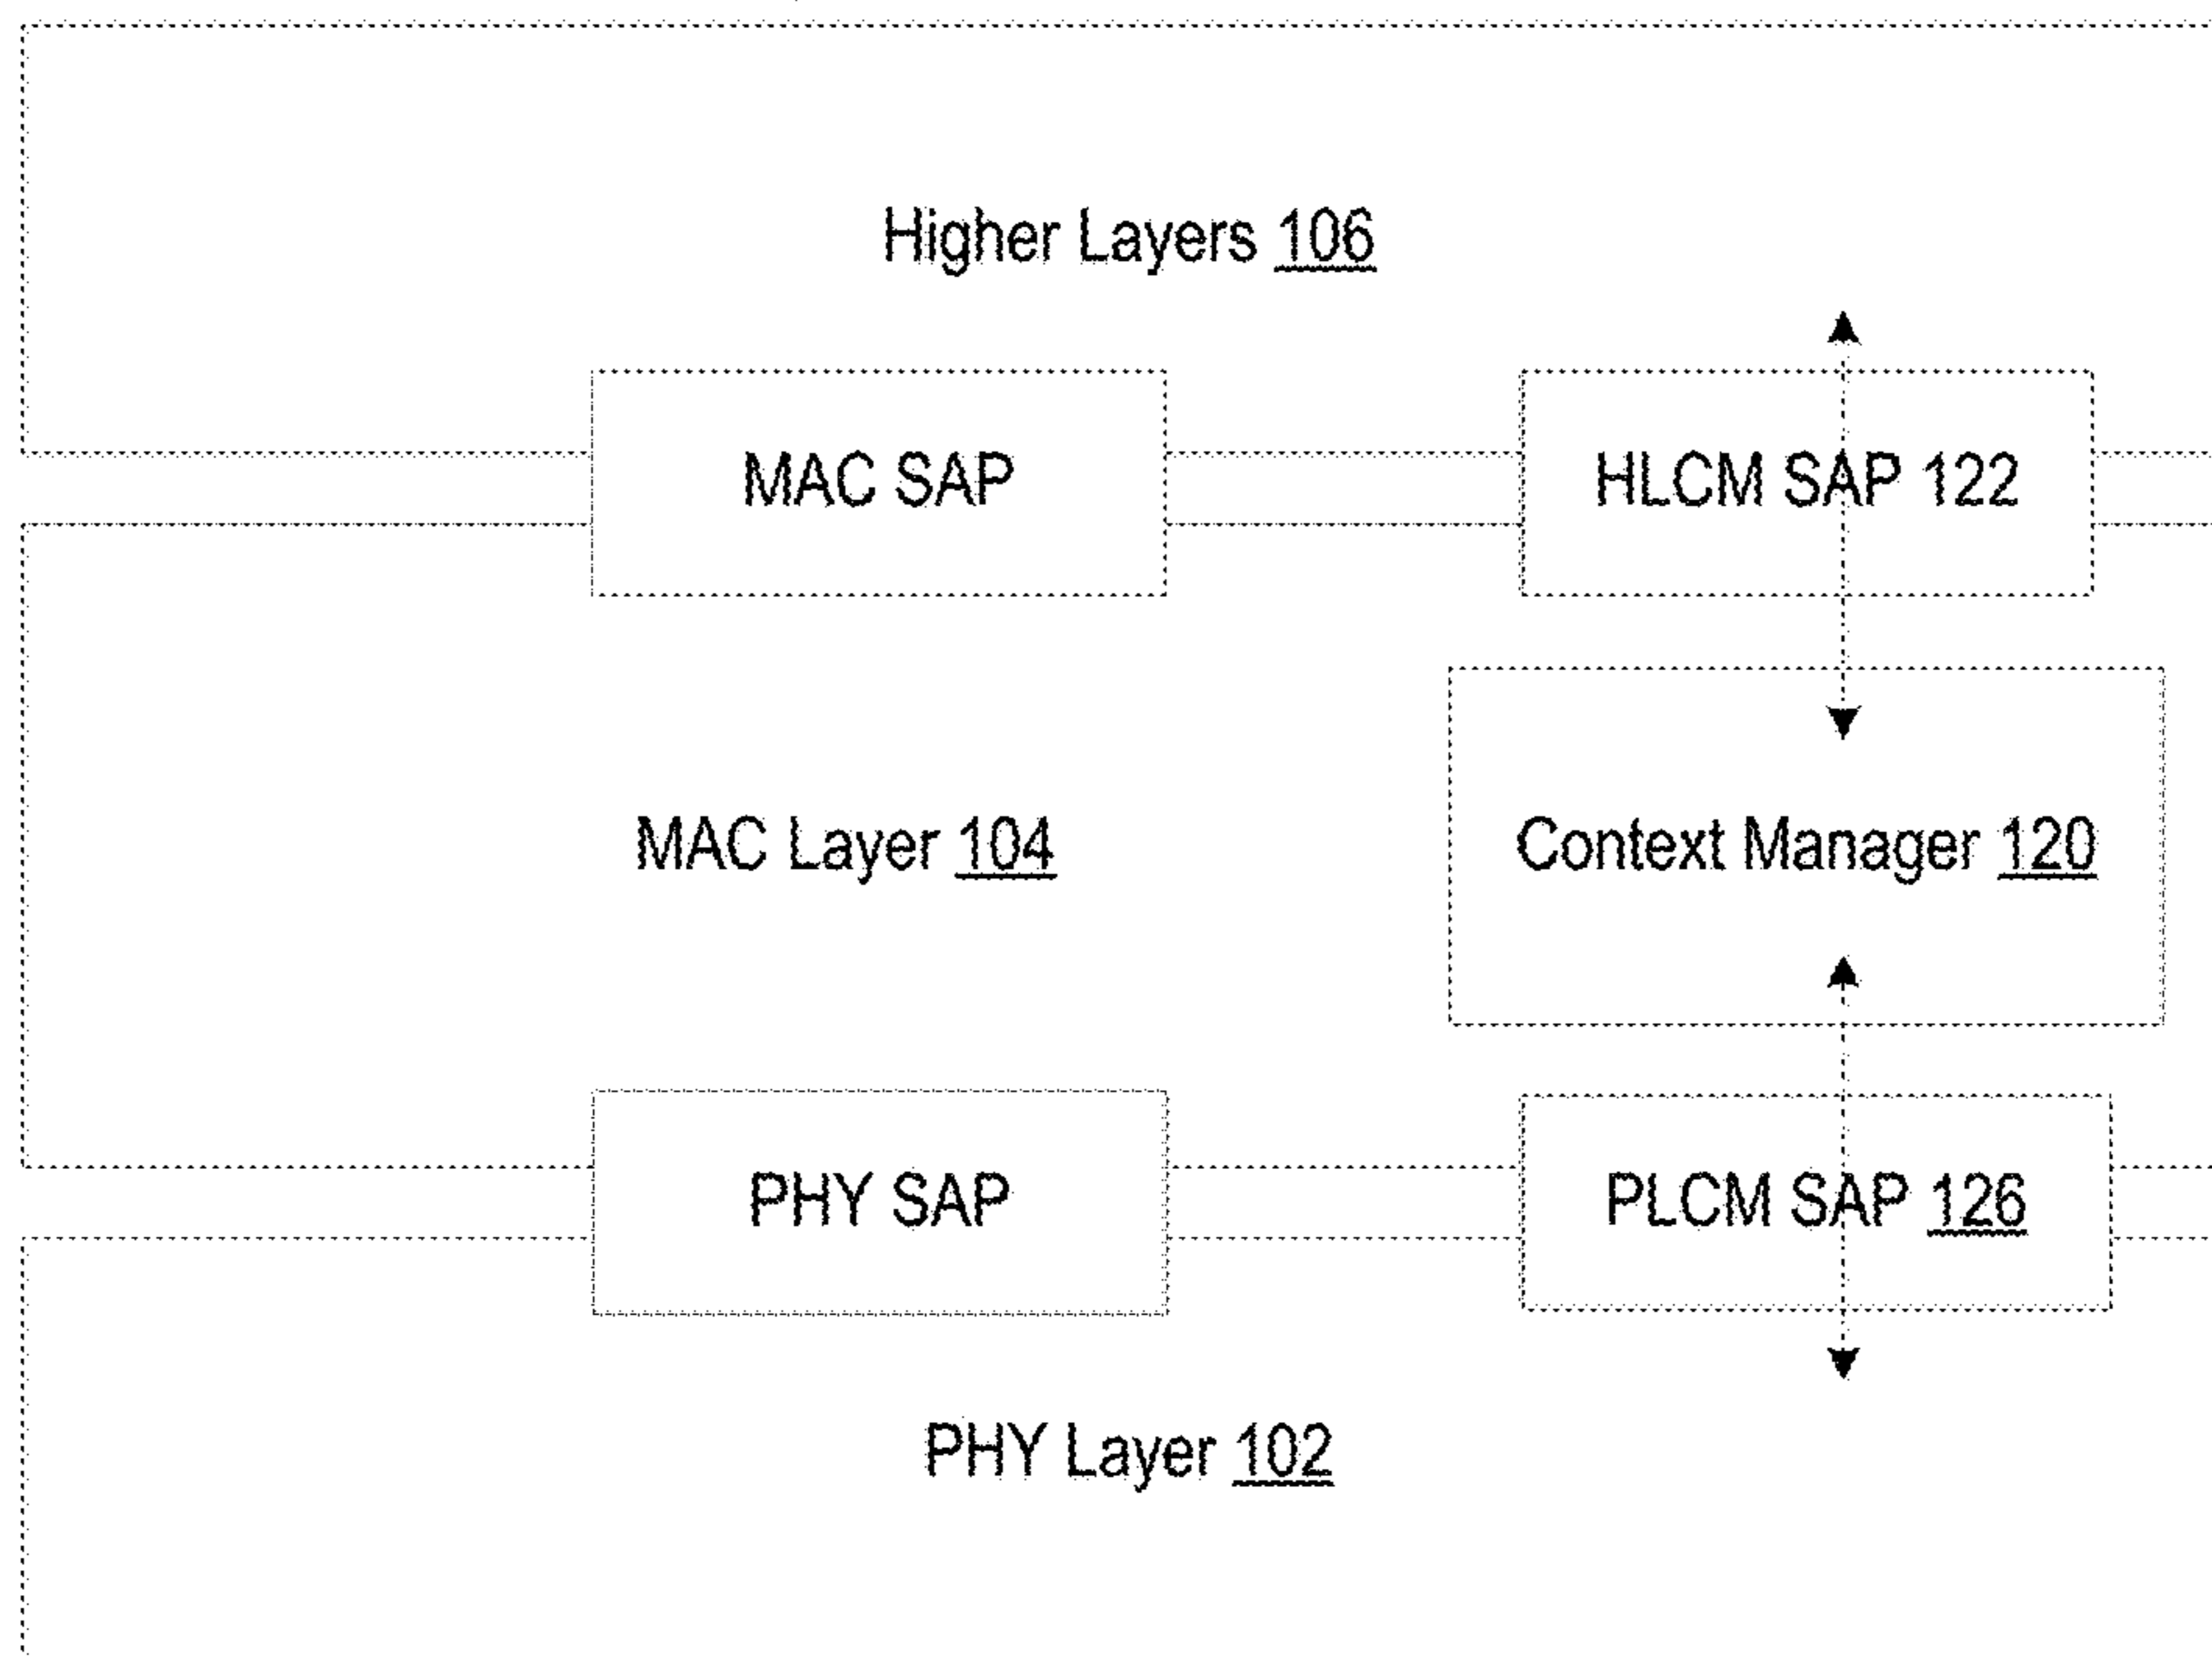 Higher Layers 106
MAC SAP
HLCM SAP 122
MAC Layer 104
Context Manager 120
PHY SAP
PLCM SAP 126
PHY Layer 102